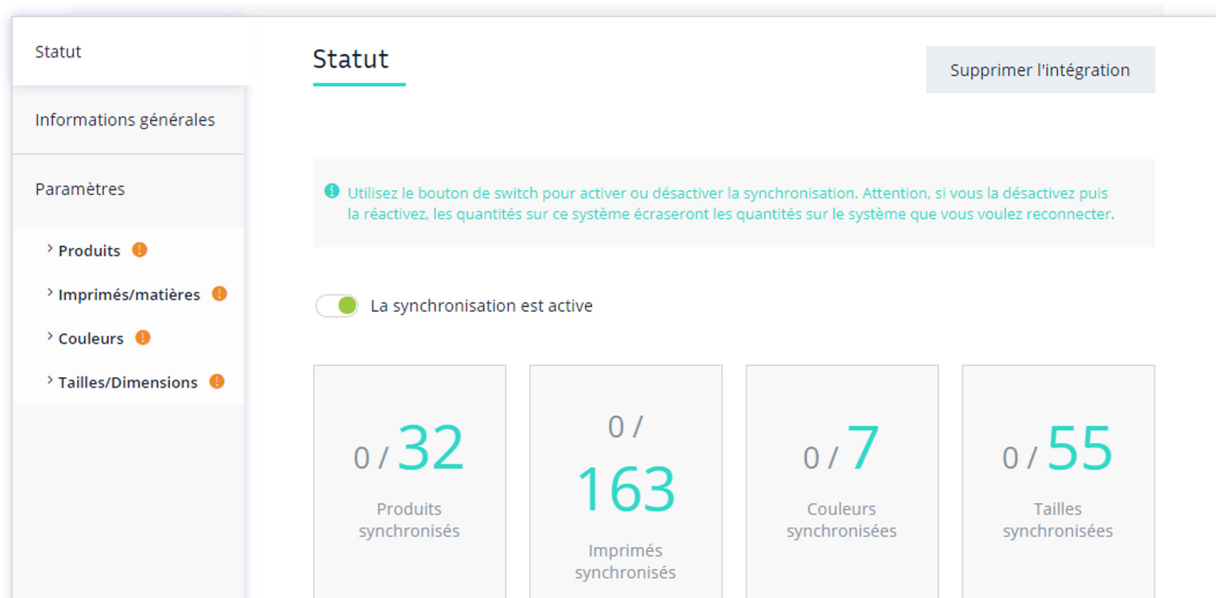 Statut
Informations générales
Paramètres
Produits
Imprimés/matières
Couleurs
Tailles/Dimensions
Statut
Supprimer l'intégration
Utilisez le bouton de switch pour activer ou désactiver la synchronisation. Attention, si vous la désactivez puis
la réactivez, les quantités sur ce système écraseront les quantités sur le système que vous voulez reconnecter.
La synchronisation est active
0 / 32
Produits
synchronisés
0 /
163
Imprimés
synchronisés
0 / 7
Couleurs
synchronisées
0 / 55
Tailles
synchronisées